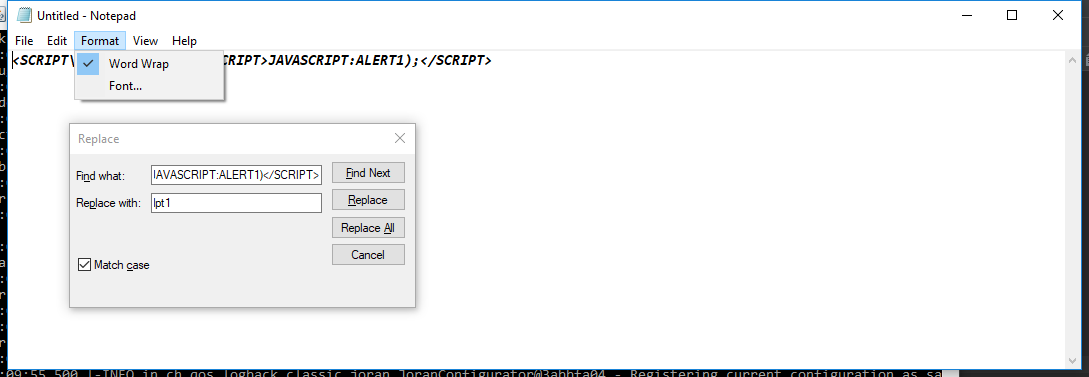 Untitled - Notepad
File Edit Format View Help
<SCRIPT\ CRIPT>JAVASCRIPT:ALERT1);</SCRIPT>
Word Wrap
Font...
Replace
Find what: JAVASCRIPT:ALERT1)</SCRIPT> Find Next
Replace with: lpt1 Replace
Replace All
Cancel
Match case
:09:55,500 |-INFO in ch.qos.logback.classic.joran.JoranConfigurator@3abbfa04 - Registering current configuration as sa